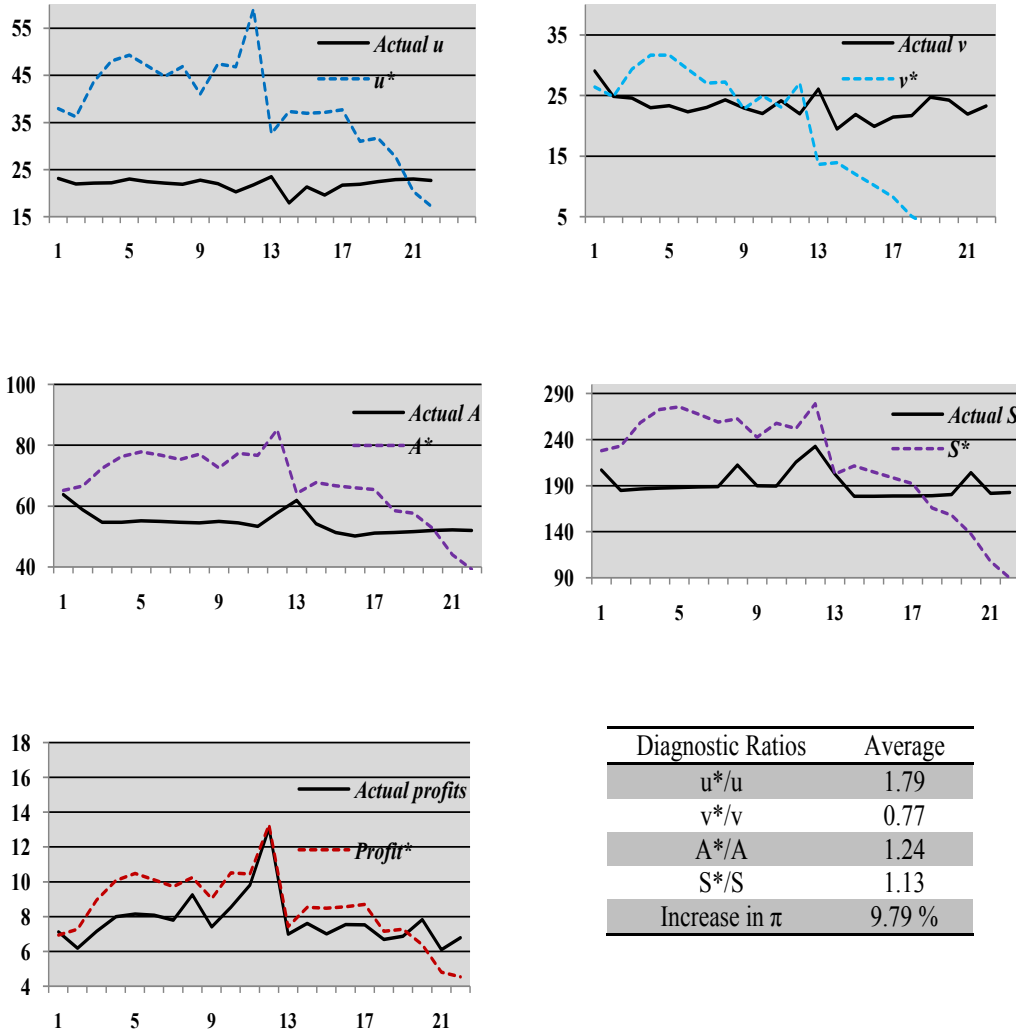 55
45
35
25
15
Actual u
u*
1 5 9 13 17 21
35
25
15
5
Actual v
v*
1 5 9 13 17 21
100
80
60
40
Actual A
A*
1 5 9 13 17 21
290
240
190
140
90
Actual S
S*
1 5 9 13 17 21
18
16
14
12
10
8
6
4
Actual profits
Profit*
1 5 9 13 17 21
Diagnostic Ratios Average
u*/u 1.79
v*/v 0.77
A*/A 1.24
S*/S 1.13
Increase in π 9.79 %